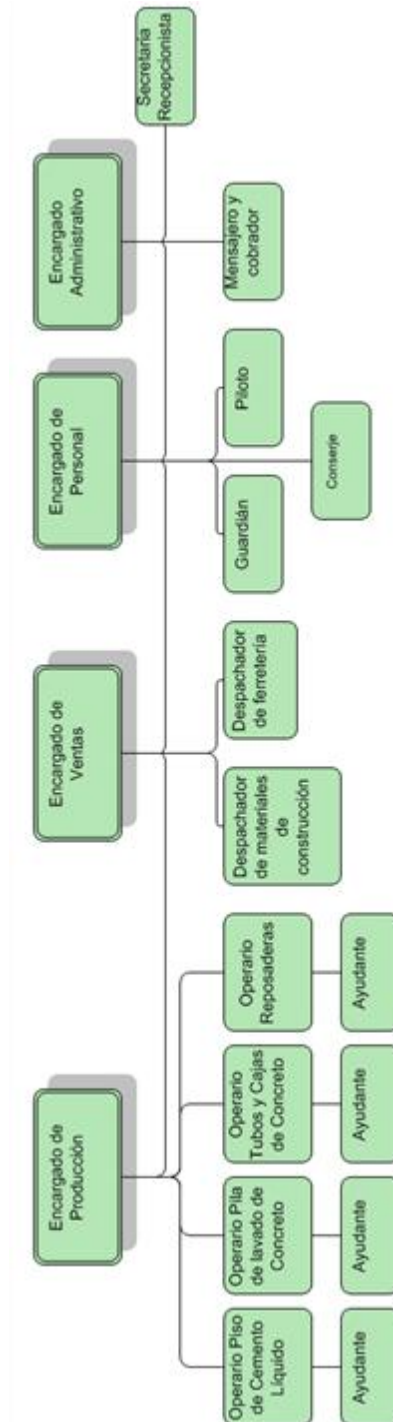 Encargado de
Producción
Encargado de
Ventas
Encargado de
Personal
Encargado
Administrativo
Secretaria
Recepcionista
Operario Piso
de Cemento
Líquido
Operario Pila
de lavado de
Concreto
Operario
Tubos y Cajas
de Concreto
Operario
Reposaderas
Despachador
de materiales
de
construcción
Despachador
de ferretería
Guardián
Piloto
Mensajero y
cobrador
Ayudante
Ayudante
Ayudante
Ayudante
Conserje